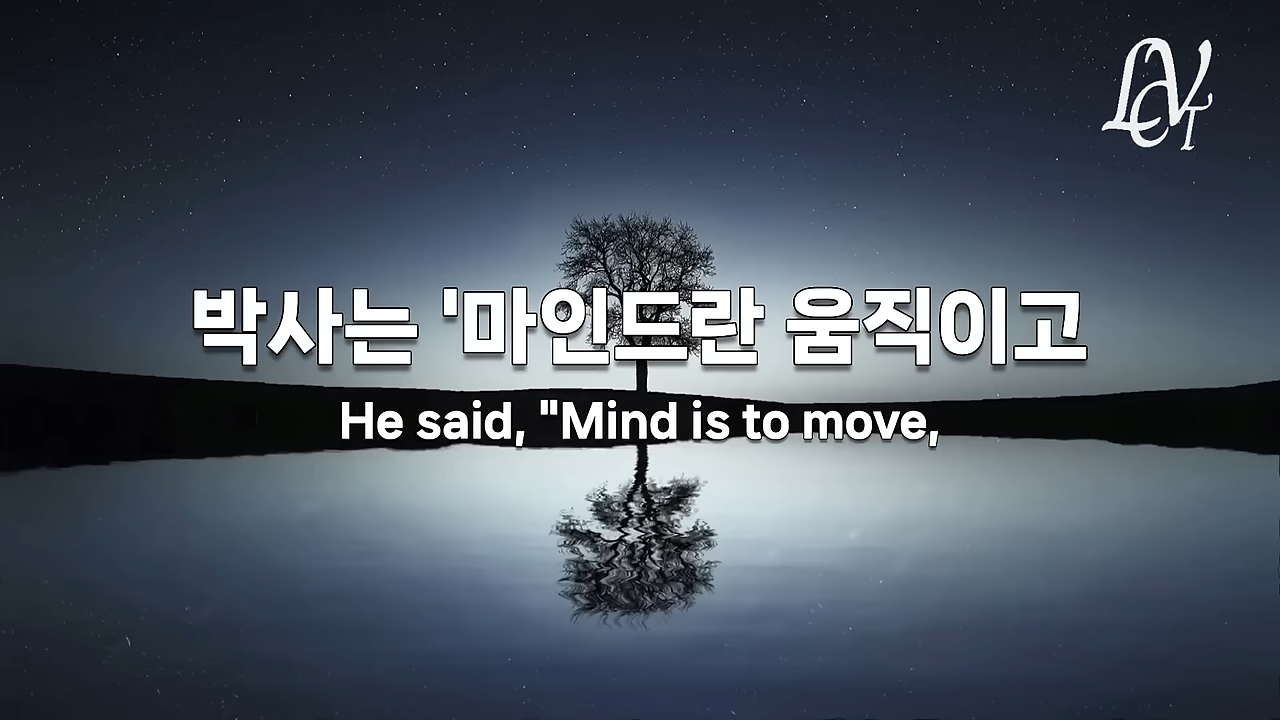 박사는 '마인드란 움직이고
He said, "Mind is to move,